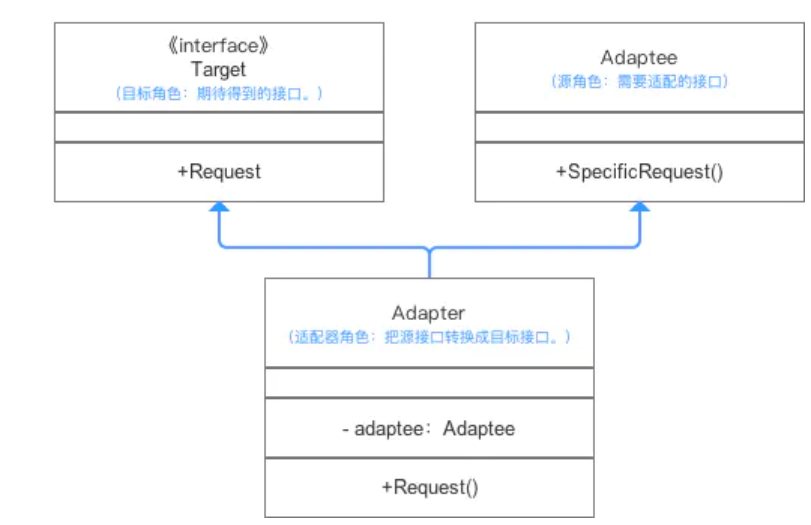 《interface》
Target
（目标角色：期待得到的接口。）
+Request
Adaptee
（源角色：需要适配的接口）
+SpecificRequest()
Adapter
（适配器角色：把源接口转换成目标接口。）
- adaptee：Adaptee
+Request()